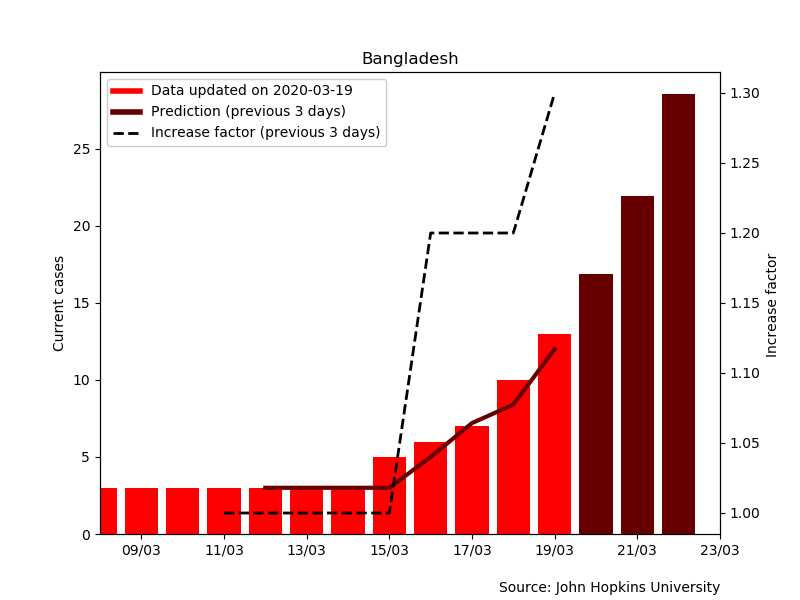 Bangladesh
Data updated on 2020-03-19
Prediction (previous 3 days)
Increase factor (previous 3 days)
Current cases
0
5
10
15
20
25
1.00
1.05
1.10
1.15
1.20
1.25
1.30
Increase factor
09/03 11/03 13/03 15/03 17/03 19/03 21/03 23/03
Source: John Hopkins University